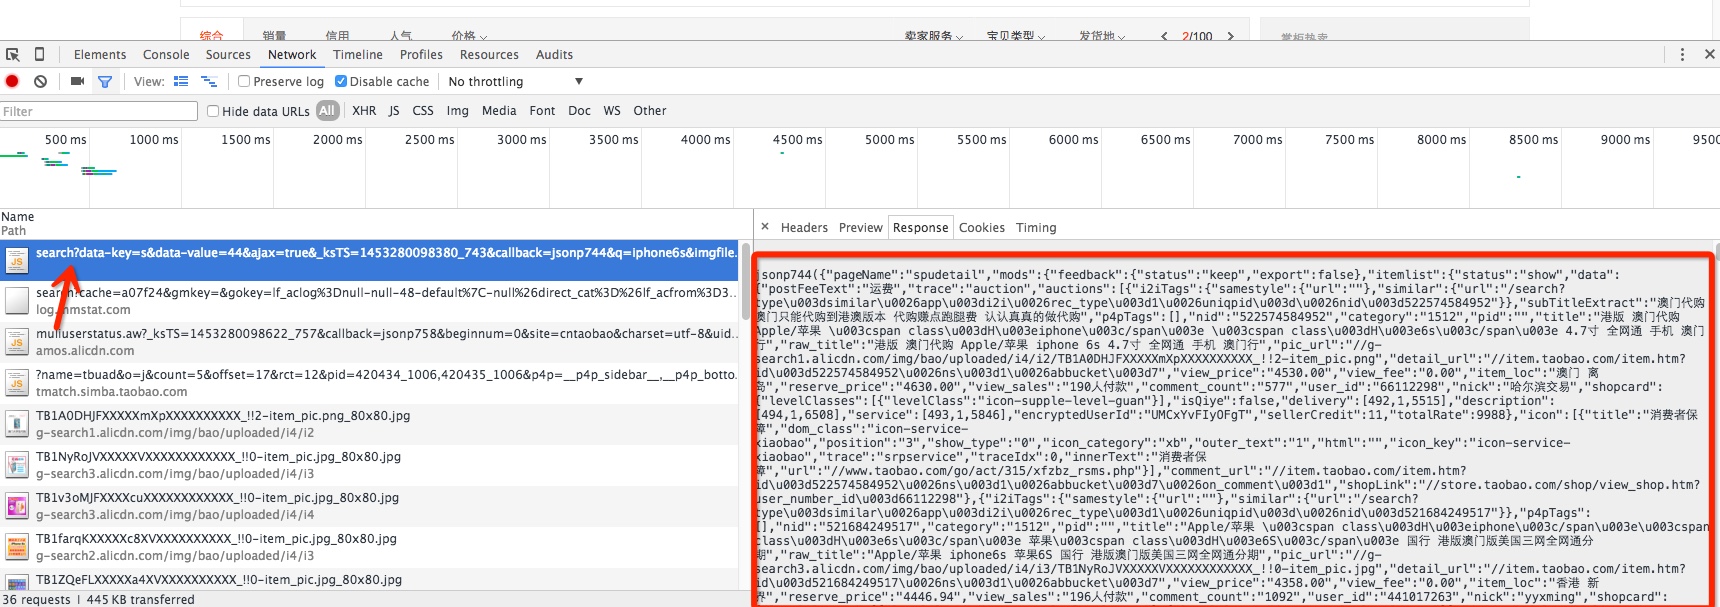 综合 销量 信用 人气 价格 卖家服务 宝贝类型 发货地 2/100 掌柜热卖
Elements Console Sources Network Timeline Profiles Resources Audits
View: Preserve log Disable cache No throttling
Filter Hide data URLs All XHR JS CSS Img Media Font Doc WS Other
500 ms 1000 ms 1500 ms 2000 ms 2500 ms 3000 ms 3500 ms 4000 ms 4500 ms 5000 ms 5500 ms 6000 ms 6500 ms 7000 ms 7500 ms 8000 ms 8500 ms 9000 ms 9500
Name
Path
search?data-key=s&data-value=44&ajax=true&_ksTS=1453280098380_743&callback=jsonp744&q=iphone6s&imgfile…
search?cache=a07f24&gmkey=&gokey=lf_aclog%3Dnull-null-48-default%7C-null%26direct_cat%3D%26lf_acfrom%3D3…
log.mmstat.com
muliuserstatus.aw?_ksTS=1453280098622_757&callback=jsonp758&beginnum=0&site=cntaobao&charset=utf-8&uid…
amos.alicdn.com
?name=tbuad&o=j&count=5&offset=17&rct=12&pid=420434_1006,420435_1006&p4p=__p4p_sidebar__,__p4p_botto…
tmatch.simba.taobao.com
TB1A0DHJFXXXXXmXpXXXXXXXXXX_!!2-item_pic.png_80x80.jpg
g-search1.alicdn.com/img/bao/uploaded/i4/i2
TB1NyRoJVXXXXXVXXXXXXXXXXXX_!!0-item_pic.jpg_80x80.jpg
g-search3.alicdn.com/img/bao/uploaded/i4/i3
TB1v3oMJFXXXXcuXXXXXXXXXXXX_!!0-item_pic.jpg_80x80.jpg
g-search3.alicdn.com/img/bao/uploaded/i4/i4
TB1farqKXXXXXc8XVXXXXXXXXXX_!!0-item_pic.jpg_80x80.jpg
g-search2.alicdn.com/img/bao/uploaded/i4/i3
TB1ZQeFLXXXXXa4XVXXXXXXXXXX_!!0-item_pic.jpg_80x80.jpg
36 requests | 445 KB transferred
× Headers Preview Response Cookies Timing
jsonp744({"pageName":"spudetail","mods":{"feedback":{"status":"keep","export":false},"itemlist":{"status":"show","data":
{"postFeeText":"运费","trace":"auction","auctions":[{"i2iTags":{"samestyle":{"url":""},"similar":{"url":"/search?
type\u003dsimilar\u0026app\u003di2i\u0026rec_type\u003d1\u0026uniqpid\u003d\u0026nid\u003d522574584952"}},"subTitleExtract":"澳门代购
澳门只能代购到港澳版本 代购赚点跑腿费 认认真真的做代购","p4pTags":[],"nid":"522574584952","category":"1512","pid":"","title":"港版 澳门代购
Apple/苹果 \u003cspan class\u003dH\u003eiphone\u003c/span\u003e \u003cspan class\u003dH\u003e6s\u003c/span\u003e 4.7寸 全网通 手机 澳门
行","raw_title":"港版 澳门代购 Apple/苹果 iphone 6s 4.7寸 全网通 手机 澳门行","pic_url":"//g-
search1.alicdn.com/img/bao/uploaded/i4/i2/TB1A0DHJFXXXXXmXpXXXXXXXXXX_!!2-item_pic.png","detail_url":"//item.taobao.com/item.htm?
id\u003d522574584952\u0026ns\u003d1\u0026abbucket\u003d7","view_price":"4530.00","view_fee":"0.00","item_loc":"澳门 离
岛","reserve_price":"4630.00","view_sales":"190人付款","comment_count":"577","user_id":"66112298","nick":"哈尔滨交易","shopcard":
{"levelClasses":[{"levelClass":"icon-supple-level-guan"}],"isQiye":false,"delivery":[492,1,5515],"description":
[494,1,6508],"service":[493,1,5846],"encryptedUserId":"UMCxYvFIyOFgT","sellerCredit":11,"totalRate":9988},"icon":[{"title":"消费者保
障","dom_class":"icon-service-
xiaobao","position":"3","show_type":"0","icon_category":"xb","outer_text":"1","html":"","icon_key":"icon-service-
xiaobao","trace":"srpservice","traceIdx":0,"innerText":"消费者保
障","url":"//www.taobao.com/go/act/315/xfzbz_rsms.php"}],"comment_url":"//item.taobao.com/item.htm?
id\u003d522574584952\u0026ns\u003d1\u0026abbucket\u003d7\u0026on_comment\u003d1","shopLink":"//store.taobao.com/shop/view_shop.htm?
user_number_id\u003d66112298"},{"i2iTags":{"samestyle":{"url":""},"similar":{"url":"/search?
type\u003dsimilar\u0026app\u003di2i\u0026rec_type\u003d1\u0026uniqpid\u003d\u0026nid\u003d521684249517"}},"p4pTags":
[],"nid":"521684249517","category":"1512","pid":"","title":"Apple/苹果 \u003cspan class\u003dH\u003eiphone\u003c/span\u003e\u003cspan
class\u003dH\u003e6s\u003c/span\u003e 苹果\u003cspan class\u003dH\u003e6S\u003c/span\u003e 国行 港版澳门版美国三网全网通分
期","raw_title":"Apple/苹果 iphone6s 苹果6S 国行 港版澳门版美国三网全网通分期","pic_url":"//g-
search3.alicdn.com/img/bao/uploaded/i4/i3/TB1NyRoJVXXXXXVXXXXXXXXXXXX_!!0-item_pic.jpg","detail_url":"//item.taobao.com/item.htm?
id\u003d521684249517\u0026ns\u003d1\u0026abbucket\u003d7","view_price":"4358.00","view_fee":"0.00","item_loc":"香港 新
界","reserve_price":"4446.94","view_sales":"196人付款","comment_count":"1092","user_id":"441017263","nick":"yyxming","shopcard":